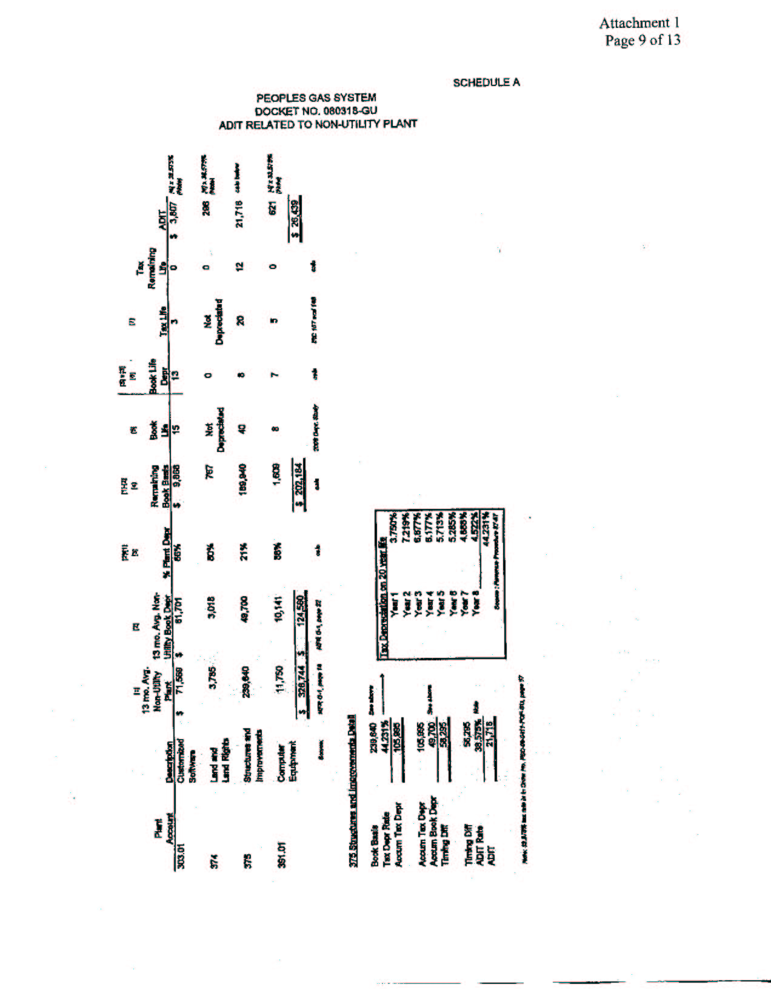 Attachment 1
Page 9 of 13
SCHEDULE A
PEOPLES GAS SYSTEM
DOCKET NO. 080318-GU
ADIT RELATED TO NON-UTILITY PLANT
[1] [2] [2]/[1] [1]-[2] [5] [5] x [3] [7]
[3] [4] [6]
13 mo. Avg. Tax
Plant Non-Utility 13 mo. Avg. Non- Remaining Book Book Life Remaining
Account Description Plant Utility Book Depr % Plant Depr Book Basis Life Depr Tax Life Life ADIT
303.01 Customized $ 71,569 $ 61,701 86% $ 9,868 15 13 3 0 $ 3,807 [4] x 38.575%
Software (Note)
374 Land and 3,785 3,018 80% 767 Not 0 Not 0 296 [4] x 38.575%
Land Rights Depreciated Depreciated (Note)
375 Structures and 239,640 49,700 21% 189,940 40 8 20 12 21,718 calc below
Improvements
391.01 Computer 11,750 10,141 86% 1,609 8 7 5 0 621 [4] x 38.575%
Equipment (Note)
$ 326,744 $ 124,560 $ 202,184 $ 26,439
Source: MFR G-1, page 18 MFR G-1, page 22 calc calc 2006 Depr. Study calc calc
375 Structures and Improvements Detail
Book Basis 239,640 See above
Tax Depr Rate 44.231%
Accum Tax Depr 105,995
Accum Tax Depr 105,995
Accum Book Depr 49,700 See above
Timing Diff 56,295
Timing Diff 56,295
ADIT Rate 38.575% Note
ADIT 21,716
Tax Depreciation on 20 year life
Year 1 3.750%
Year 2 7.219%
Year 3 6.677%
Year 4 6.177%
Year 5 5.713%
Year 6 5.285%
Year 7 4.888%
Year 8 4.522%
44.231%
Source: Revenue Procedure 87-47
Note: 38.575% tax rate is in Order No. page 57